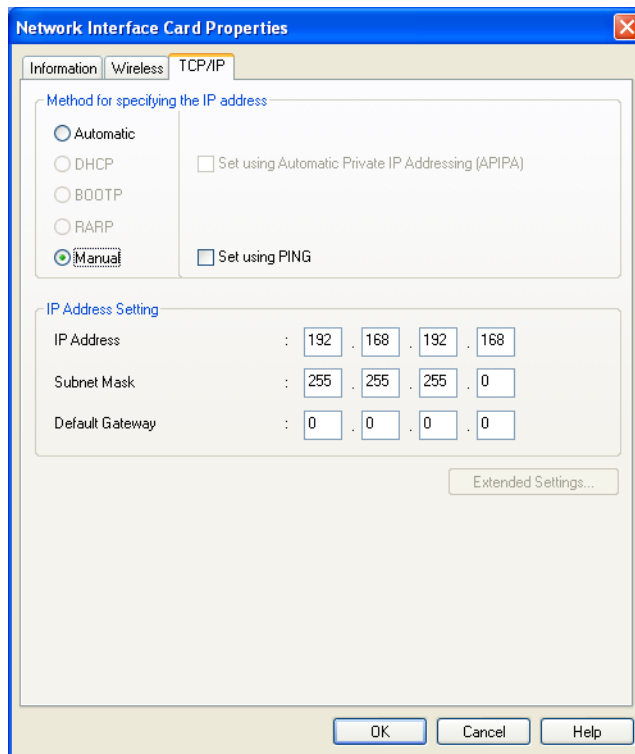 Network Interface Card Properties
Information Wireless TCP/IP
Method for specifying the IP address
Automatic
DHCP Set using Automatic Private IP Addressing (APIPA)
BOOTP
RARP
Manual Set using PING
IP Address Setting
IP Address : 192 . 168 . 192 . 168
Subnet Mask : 255 . 255 . 255 . 0
Default Gateway : 0 . 0 . 0 . 0
Extended Settings...
OK Cancel Help